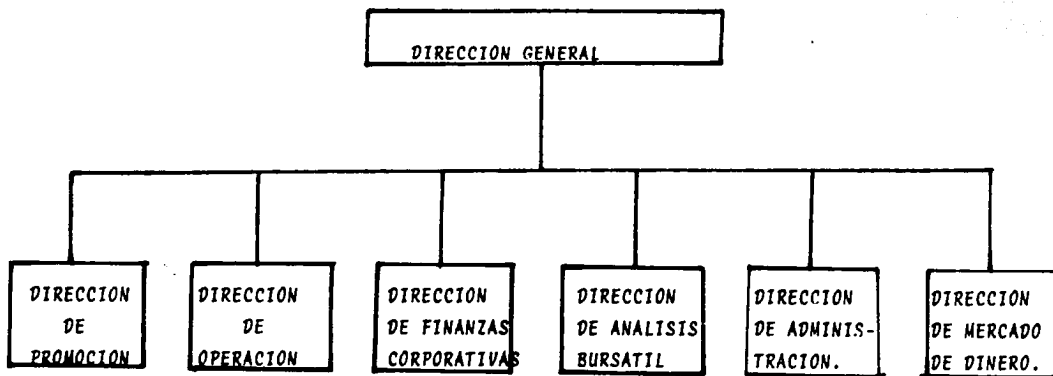 DIRECCION GENERAL
DIRECCION
DE
PROMOCION
DIRECCION
DE
OPERACION
DIRECCION
DE FINANZAS
CORPORATIVAS
DIRECCION
DE ANALISIS
BURSATIL
DIRECCION
DE ADMINIS-
TRACION.
DIRECCION
DE MERCADO
DE DINERO.